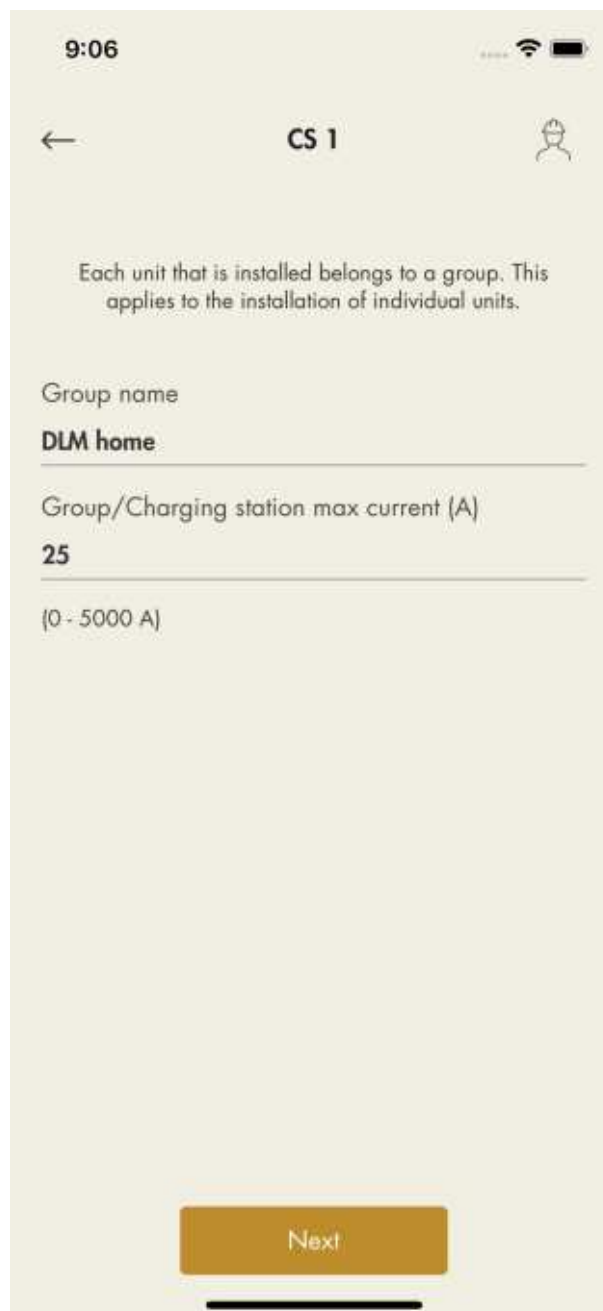 9:06
CS 1
Each unit that is installed belongs to a group. This
applies to the installation of individual units.
Group name
DLM home
Group/Charging station max current (A)
25
(0 - 5000 A)
Next